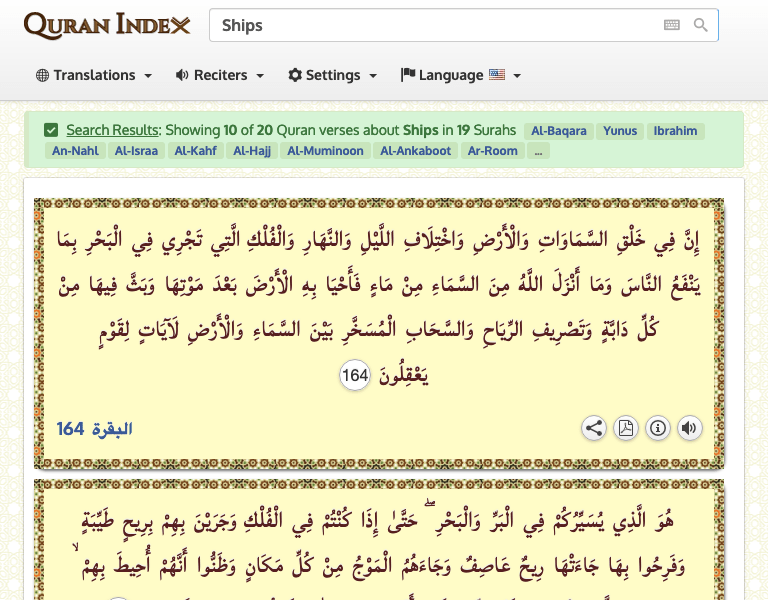 QURAN INDEX
Ships
Translations
Reciters
Settings
Language
Search Results: Showing 10 of 20 Quran verses about Ships in 19 Surahs Al-Baqara Yunus Ibrahim
An-Nahl Al-Israa Al-Kahf Al-Hajj Al-Muminoon Al-Ankaboot Ar-Room ...
إِنَّ فِي خَلْقِ السَّمَاوَاتِ وَالْأَرْضِ وَاخْتِلَافِ اللَّيْلِ وَالنَّهَارِ وَالْفُلْكِ الَّتِي تَجْرِي فِي الْبَحْرِ بِمَا
يَنْفَعُ النَّاسَ وَمَا أَنْزَلَ اللَّهُ مِنَ السَّمَاءِ مِنْ مَاءٍ فَأَحْيَا بِهِ الْأَرْضَ بَعْدَ مَوْتِهَا وَبَثَّ فِيهَا مِنْ
كُلِّ دَابَّةٍ وَتَصْرِيفِ الرِّيَاحِ وَالسَّحَابِ الْمُسَخَّرِ بَيْنَ السَّمَاءِ وَالْأَرْضِ لَآيَاتٍ لِقَوْمٍ
يَعْقِلُونَ 164
البقرة 164
هُوَ الَّذِي يُسَيِّرُكُمْ فِي الْبَرِّ وَالْبَحْرِ ۖ حَتَّىٰ إِذَا كُنْتُمْ فِي الْفُلْكِ وَجَرَيْنَ بِهِمْ بِرِيحٍ طَيِّبَةٍ
وَفَرِحُوا بِهَا جَاءَتْهَا رِيحٌ عَاصِفٌ وَجَاءَهُمُ الْمَوْجُ مِنْ كُلِّ مَكَانٍ وَظَنُّوا أَنَّهُمْ أُحِيطَ بِهِمْ ۙ